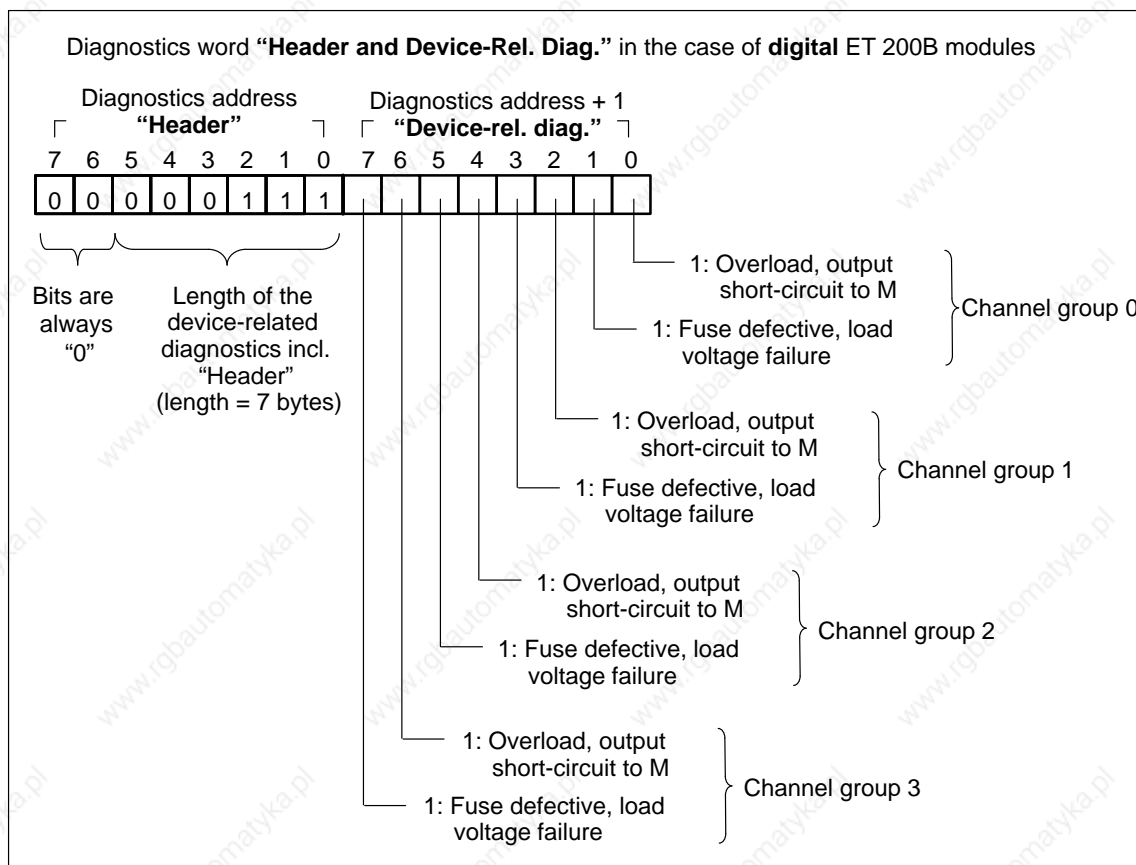 Diagnostics word “Header and Device-Rel. Diag.” in the case of digital ET 200B modules
Diagnostics address
“Header”
Diagnostics address + 1
“Device-rel. diag.”
7 6 5 4 3 2 1 0 7 6 5 4 3 2 1 0
0 0 0 0 0 1 1 1
Bits are
always
“0”
Length of the
device-related
diagnostics incl.
“Header”
(length = 7 bytes)
1: Overload, output
short-circuit to M
1: Fuse defective, load
voltage failure
Channel group 0
1: Overload, output
short-circuit to M
1: Fuse defective, load
voltage failure
Channel group 1
1: Overload, output
short-circuit to M
1: Fuse defective, load
voltage failure
Channel group 2
1: Overload, output
short-circuit to M
1: Fuse defective, load
voltage failure
Channel group 3
www.rgbautomatyka.pl